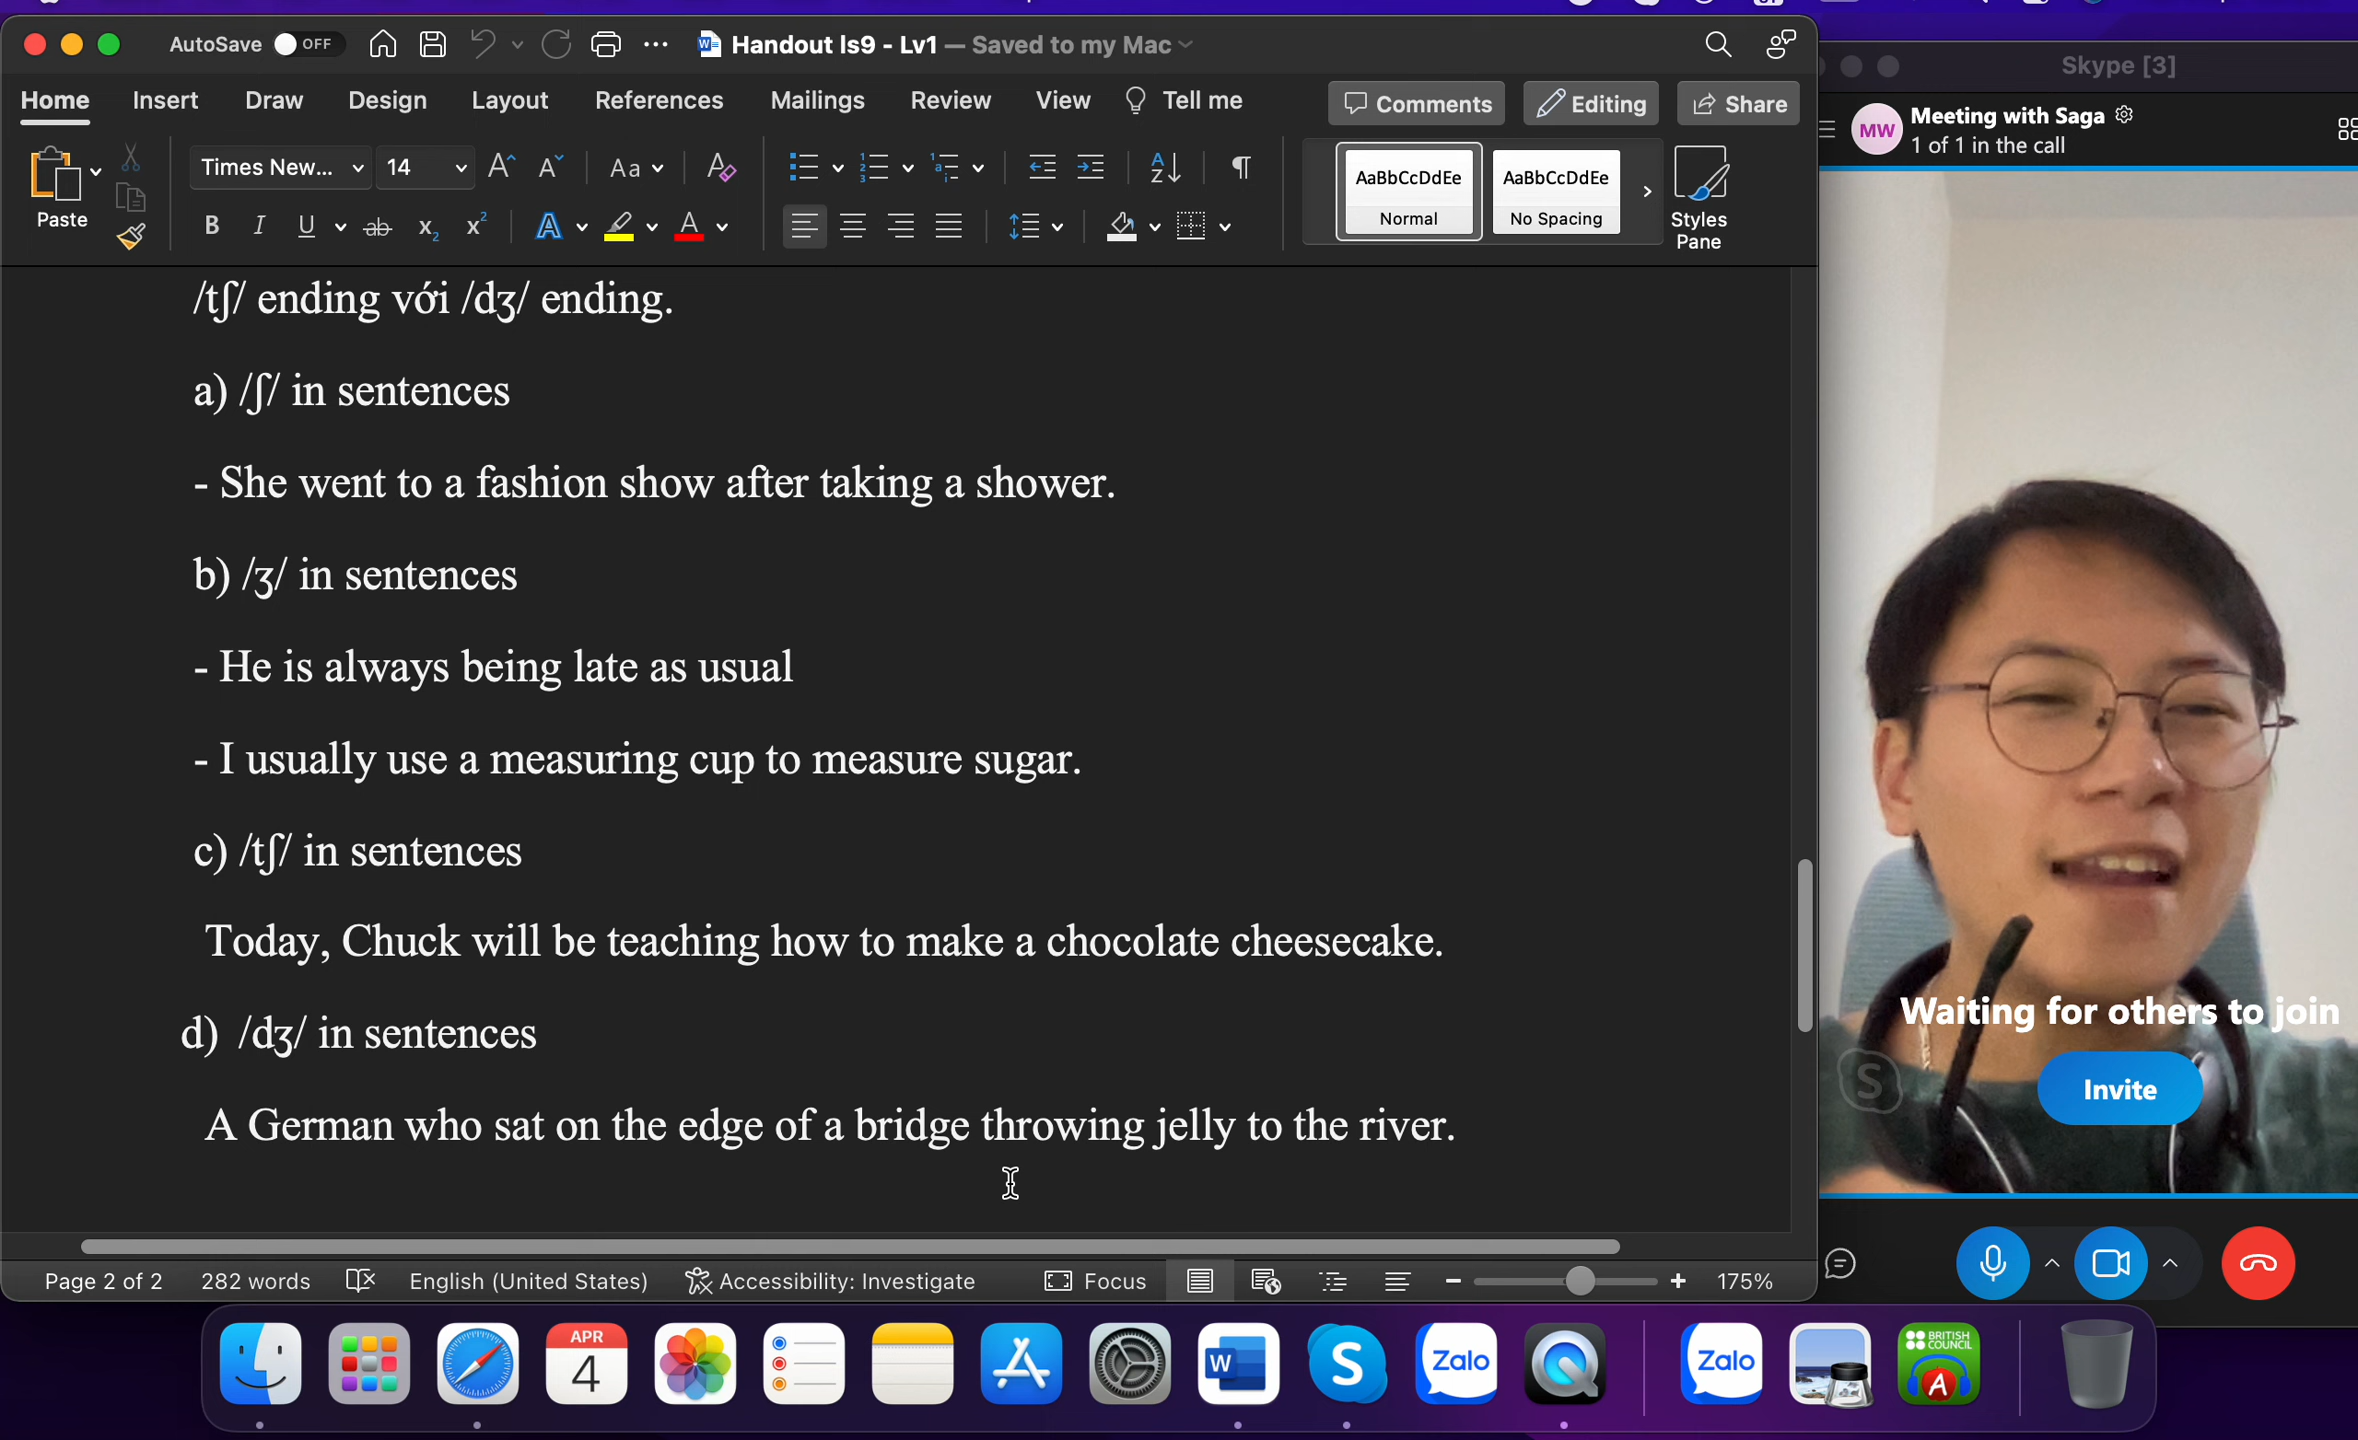 AutoSave OFF
Handout ls9 - Lv1 — Saved to my Mac
Skype [3]
Home Insert Draw Design Layout References Mailings Review View Tell me Comments Editing Share
MW Meeting with Saga
1 of 1 in the call
Paste
Times New... 14
AaBbCcDdEe
Normal
AaBbCcDdEe
No Spacing
Styles
Pane
/tʃ/ ending với /dʒ/ ending.
a) /ʃ/ in sentences
- She went to a fashion show after taking a shower.
b) /ʒ/ in sentences
- He is always being late as usual
- I usually use a measuring cup to measure sugar.
c) /tʃ/ in sentences
Today, Chuck will be teaching how to make a chocolate cheesecake.
d) /dʒ/ in sentences
A German who sat on the edge of a bridge throwing jelly to the river.
Waiting for others to join
Invite
Page 2 of 2 282 words English (United States) Accessibility: Investigate Focus 175%
APR
4
Zalo
Zalo
BRITISH
COUNCIL